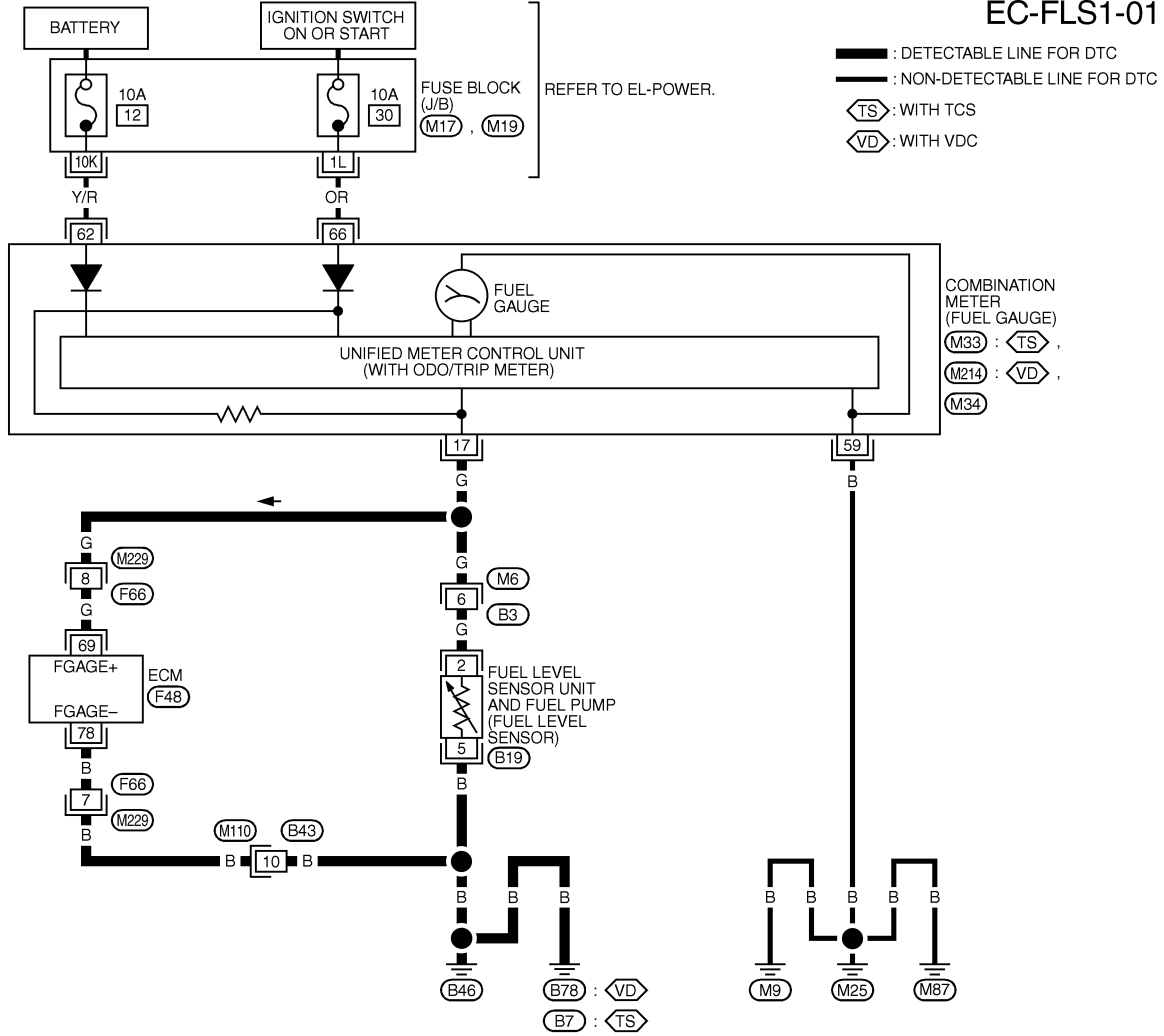 EC-FLS1-01
BATTERY
IGNITION SWITCH
ON OR START
: DETECTABLE LINE FOR DTC
: NON-DETECTABLE LINE FOR DTC
TS : WITH TCS
VD : WITH VDC
10A
12
10A
30
FUSE BLOCK
(J/B)
M17 , M19
REFER TO EL-POWER.
10K
1L
Y/R
OR
62
66
FUEL
GAUGE
COMBINATION
METER
(FUEL GAUGE)
M33 : TS ,
M214 : VD ,
M34
UNIFIED METER CONTROL UNIT
(WITH ODO/TRIP METER)
17
59
G
B
G
G
M229
8
F66
G
M6
6
B3
G
69
FGAGE+
ECM
F48
FGAGE–
78
2
FUEL LEVEL
SENSOR UNIT
AND FUEL PUMP
(FUEL LEVEL
SENSOR)
5
B19
B
B
F66
7
M229
B
M110
B43
B
10
B
B
B
B
B
B
B
B
B
B46
B78 : VD
B7 : TS
M9
M25
M87